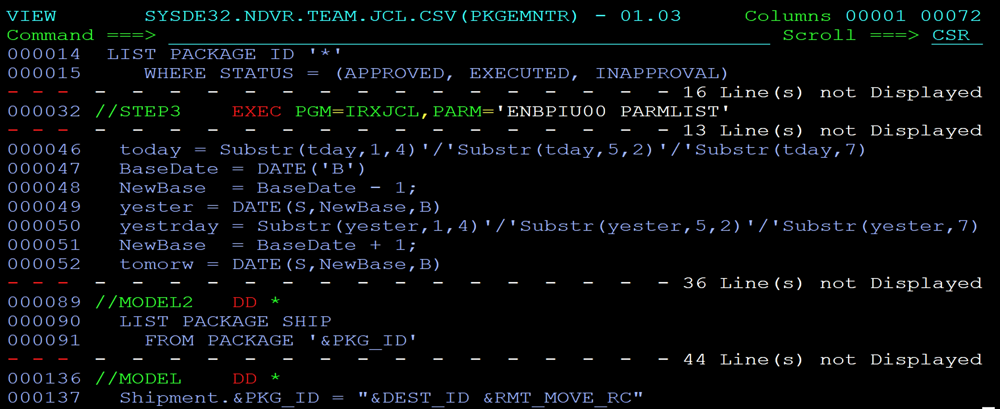 VIEW       SYSDE32.NDVR.TEAM.JCL.CSV(PKGEMNTR) - 01.03     Columns 00001 00072
Command ===>                                                  Scroll ===> CSR
000014  LIST PACKAGE ID '*'
000015     WHERE STATUS = (APPROVED, EXECUTED, INAPPROVAL)
- - -  -  -  -  -  -  -  -  -  -  -  -  -  -  -  -  - 16 Line(s) not Displayed
000032 //STEP3    EXEC PGM=IRXJCL,PARM='ENBPIU00 PARMLIST'
- - -  -  -  -  -  -  -  -  -  -  -  -  -  -  -  -  - 13 Line(s) not Displayed
000046   today = Substr(tday,1,4)'/'Substr(tday,5,2)'/'Substr(tday,7)
000047   BaseDate = DATE('B')
000048   NewBase  = BaseDate - 1;
000049   yester = DATE(S,NewBase,B)
000050   yestrday = Substr(yester,1,4)'/'Substr(yester,5,2)'/'Substr(yester,7)
000051   NewBase  = BaseDate + 1;
000052   tomorw = DATE(S,NewBase,B)
- - -  -  -  -  -  -  -  -  -  -  -  -  -  -  -  -  - 36 Line(s) not Displayed
000089 //MODEL2   DD *
000090   LIST PACKAGE SHIP
000091     FROM PACKAGE '&PKG_ID'
- - -  -  -  -  -  -  -  -  -  -  -  -  -  -  -  -  - 44 Line(s) not Displayed
000136 //MODEL    DD *
000137   Shipment.&PKG_ID = "&DEST_ID &RMT_MOVE_RC"